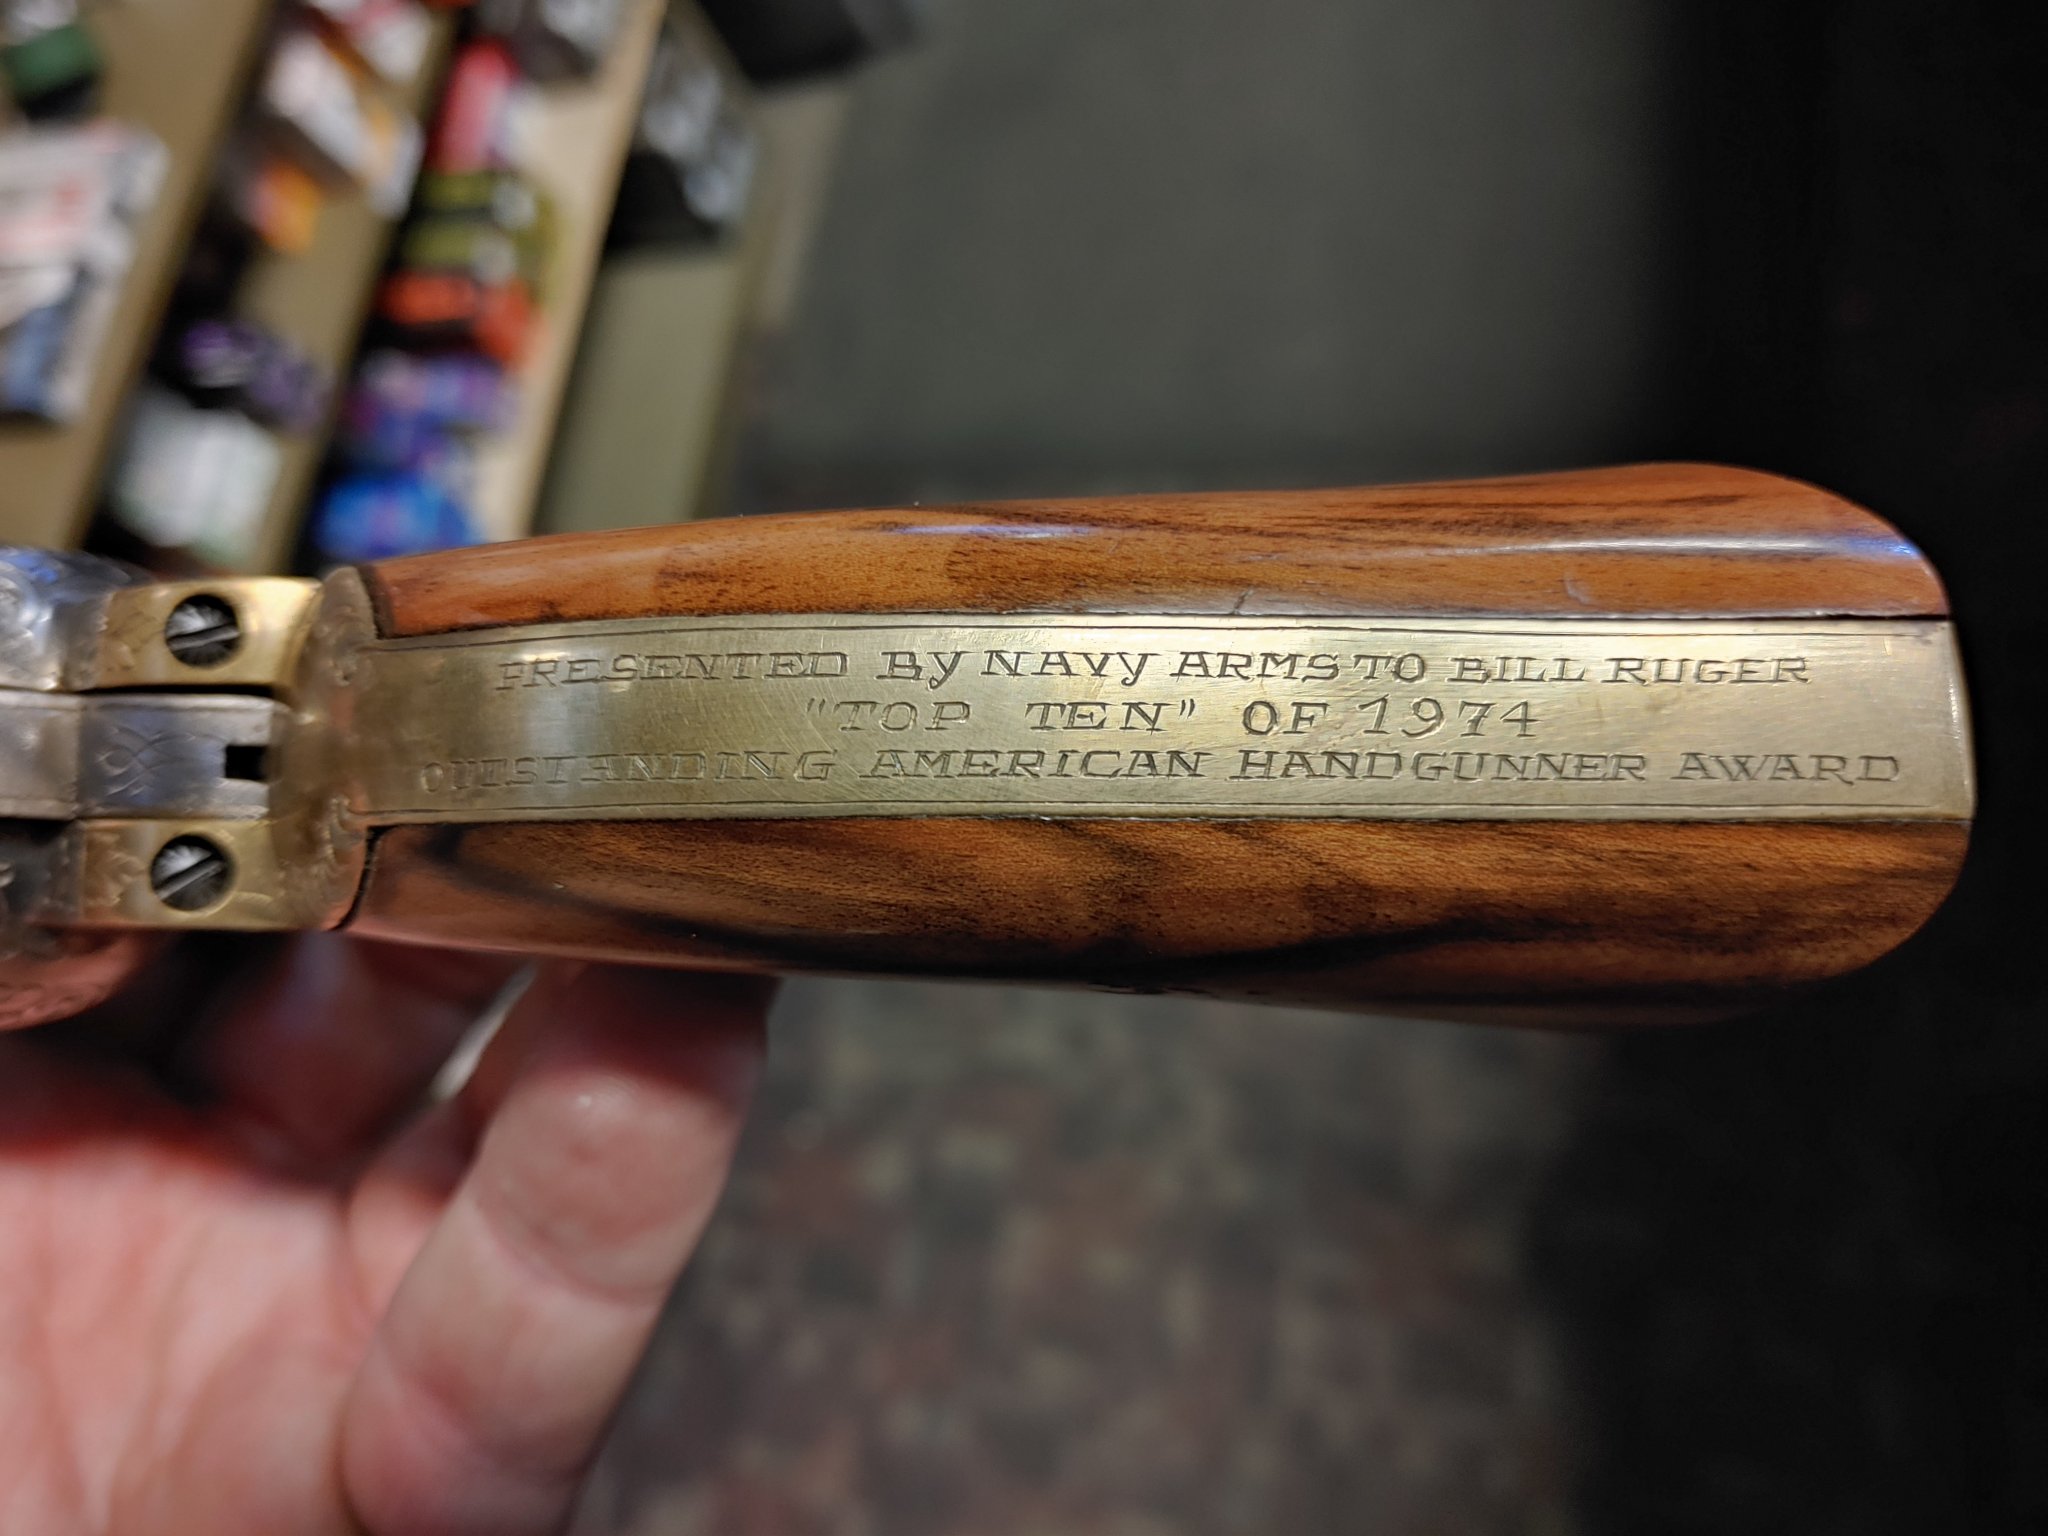 PRESENTED By NAVy ARMS TO BILL RUGER
"TOP TEN" OF 1974
OUTSTANDING AMERICAN HANDGUNNER AWARD